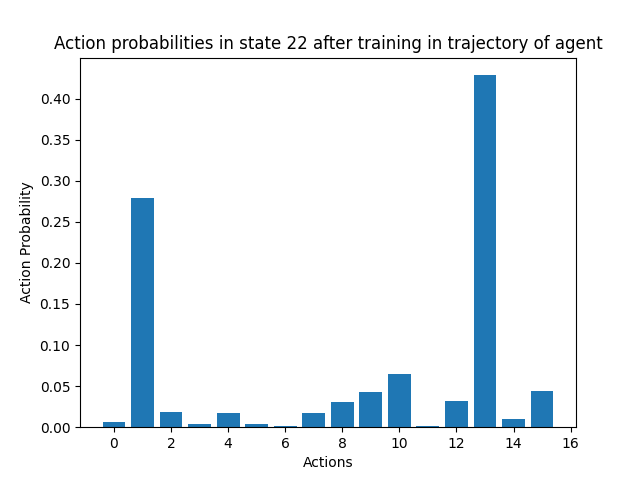 Action probabilities in state 22 after training in trajectory of agent
0.40
0.35
0.30
0.25
0.20
0.15
0.10
0.05
0.00
Action Probability
0 2 4 6 8 10 12 14 16
Actions